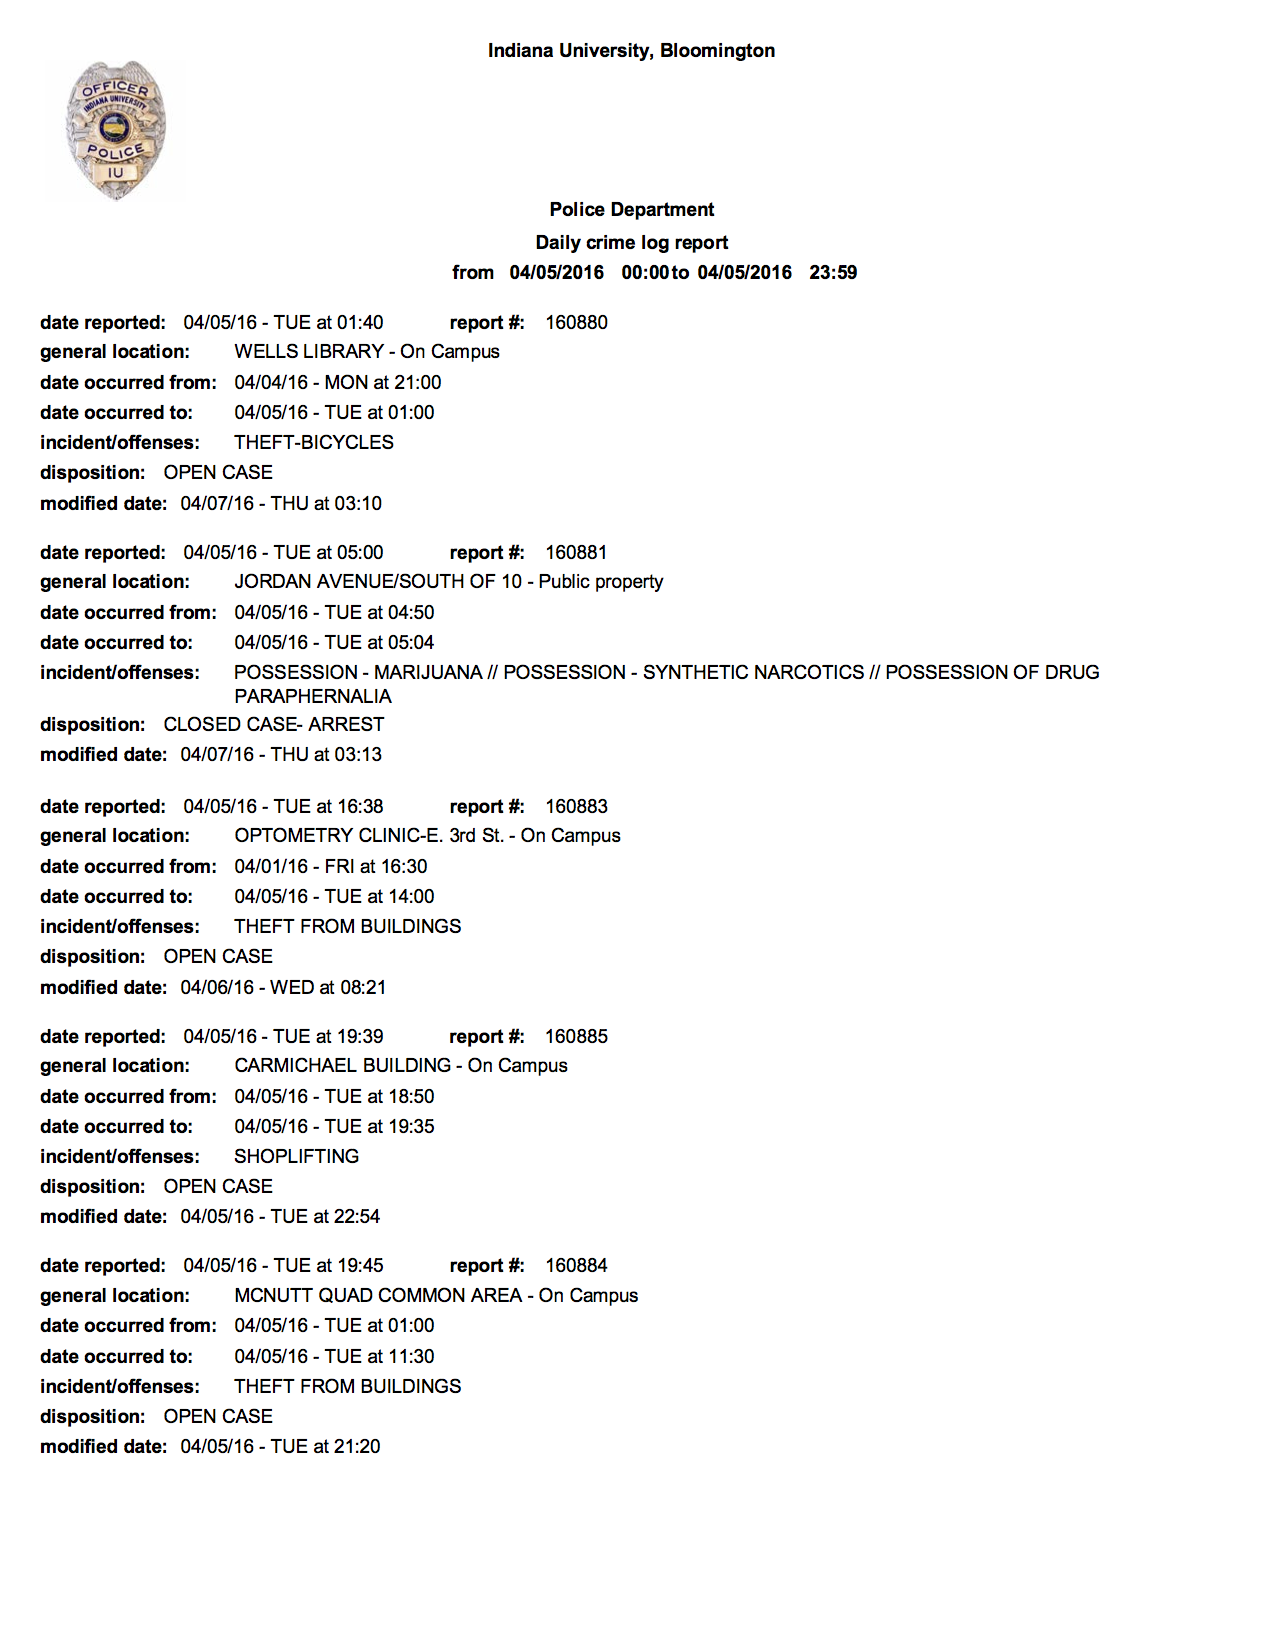 Indiana University, Bloomington
OFFICER
INDIANA UNIVERSITY
POLICE
IU
Police Department
Daily crime log report
from 04/05/2016 00:00 to 04/05/2016 23:59
date reported: 04/05/16 - TUE at 01:40 report #: 160880
general location: WELLS LIBRARY - On Campus
date occurred from: 04/04/16 - MON at 21:00
date occurred to: 04/05/16 - TUE at 01:00
incident/offenses: THEFT-BICYCLES
disposition: OPEN CASE
modified date: 04/07/16 - THU at 03:10
date reported: 04/05/16 - TUE at 05:00 report #: 160881
general location: JORDAN AVENUE/SOUTH OF 10 - Public property
date occurred from: 04/05/16 - TUE at 04:50
date occurred to: 04/05/16 - TUE at 05:04
incident/offenses: POSSESSION - MARIJUANA // POSSESSION - SYNTHETIC NARCOTICS // POSSESSION OF DRUG
PARAPHERNALIA
disposition: CLOSED CASE- ARREST
modified date: 04/07/16 - THU at 03:13
date reported: 04/05/16 - TUE at 16:38 report #: 160883
general location: OPTOMETRY CLINIC-E. 3rd St. - On Campus
date occurred from: 04/01/16 - FRI at 16:30
date occurred to: 04/05/16 - TUE at 14:00
incident/offenses: THEFT FROM BUILDINGS
disposition: OPEN CASE
modified date: 04/06/16 - WED at 08:21
date reported: 04/05/16 - TUE at 19:39 report #: 160885
general location: CARMICHAEL BUILDING - On Campus
date occurred from: 04/05/16 - TUE at 18:50
date occurred to: 04/05/16 - TUE at 19:35
incident/offenses: SHOPLIFTING
disposition: OPEN CASE
modified date: 04/05/16 - TUE at 22:54
date reported: 04/05/16 - TUE at 19:45 report #: 160884
general location: MCNUTT QUAD COMMON AREA - On Campus
date occurred from: 04/05/16 - TUE at 01:00
date occurred to: 04/05/16 - TUE at 11:30
incident/offenses: THEFT FROM BUILDINGS
disposition: OPEN CASE
modified date: 04/05/16 - TUE at 21:20